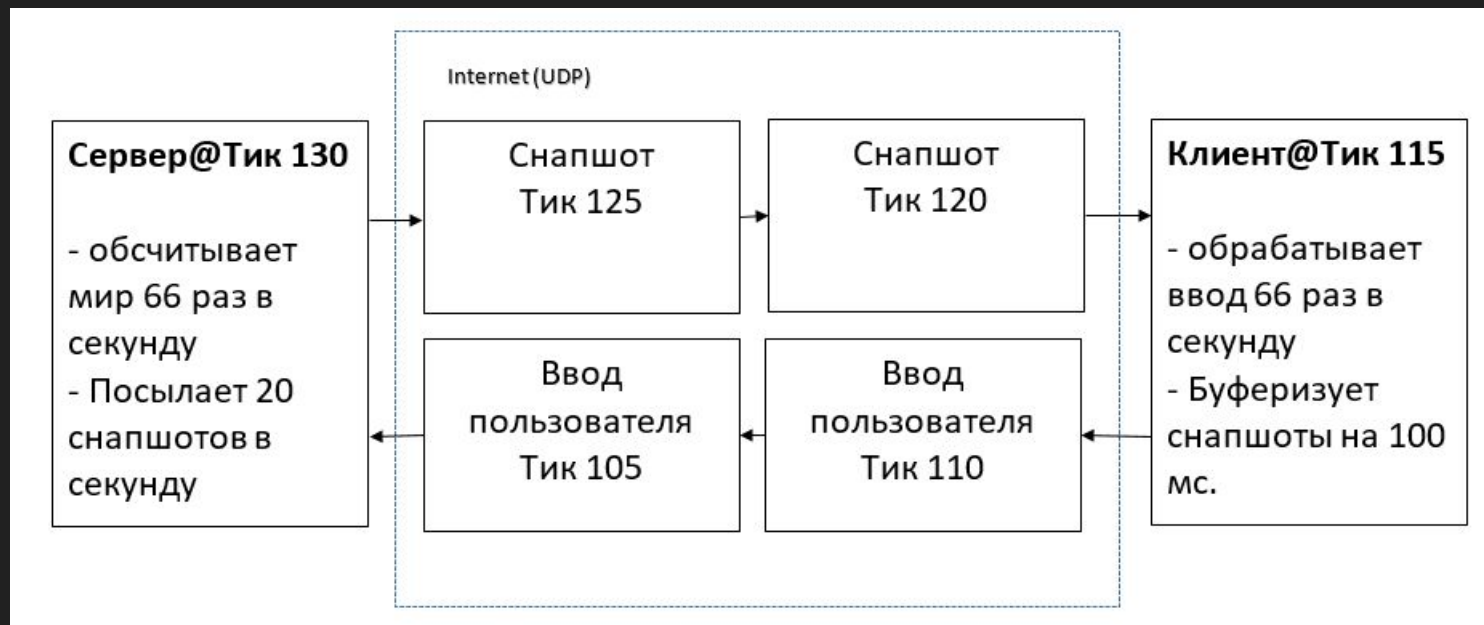 Internet (UDP)
Сервер@Тик 130
- обсчитывает
мир 66 раз в
секунду
- Посылает 20
снапшотов в
секунду
Снапшот
Тик 125
Снапшот
Тик 120
Ввод
пользователя
Тик 105
Ввод
пользователя
Тик 110
Клиент@Тик 115
- обрабатывает
ввод 66 раз в
секунду
- Буферизует
снапшоты на 100
мс.